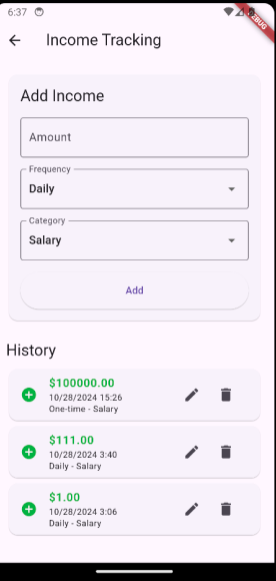 6:37
Income Tracking
Add Income
Amount
Frequency
Daily
Category
Salary
Add
History
$100000.00
10/28/2024 15:26
One-time - Salary
$111.00
10/28/2024 3:40
Daily - Salary
$1.00
10/28/2024 3:06
Daily - Salary